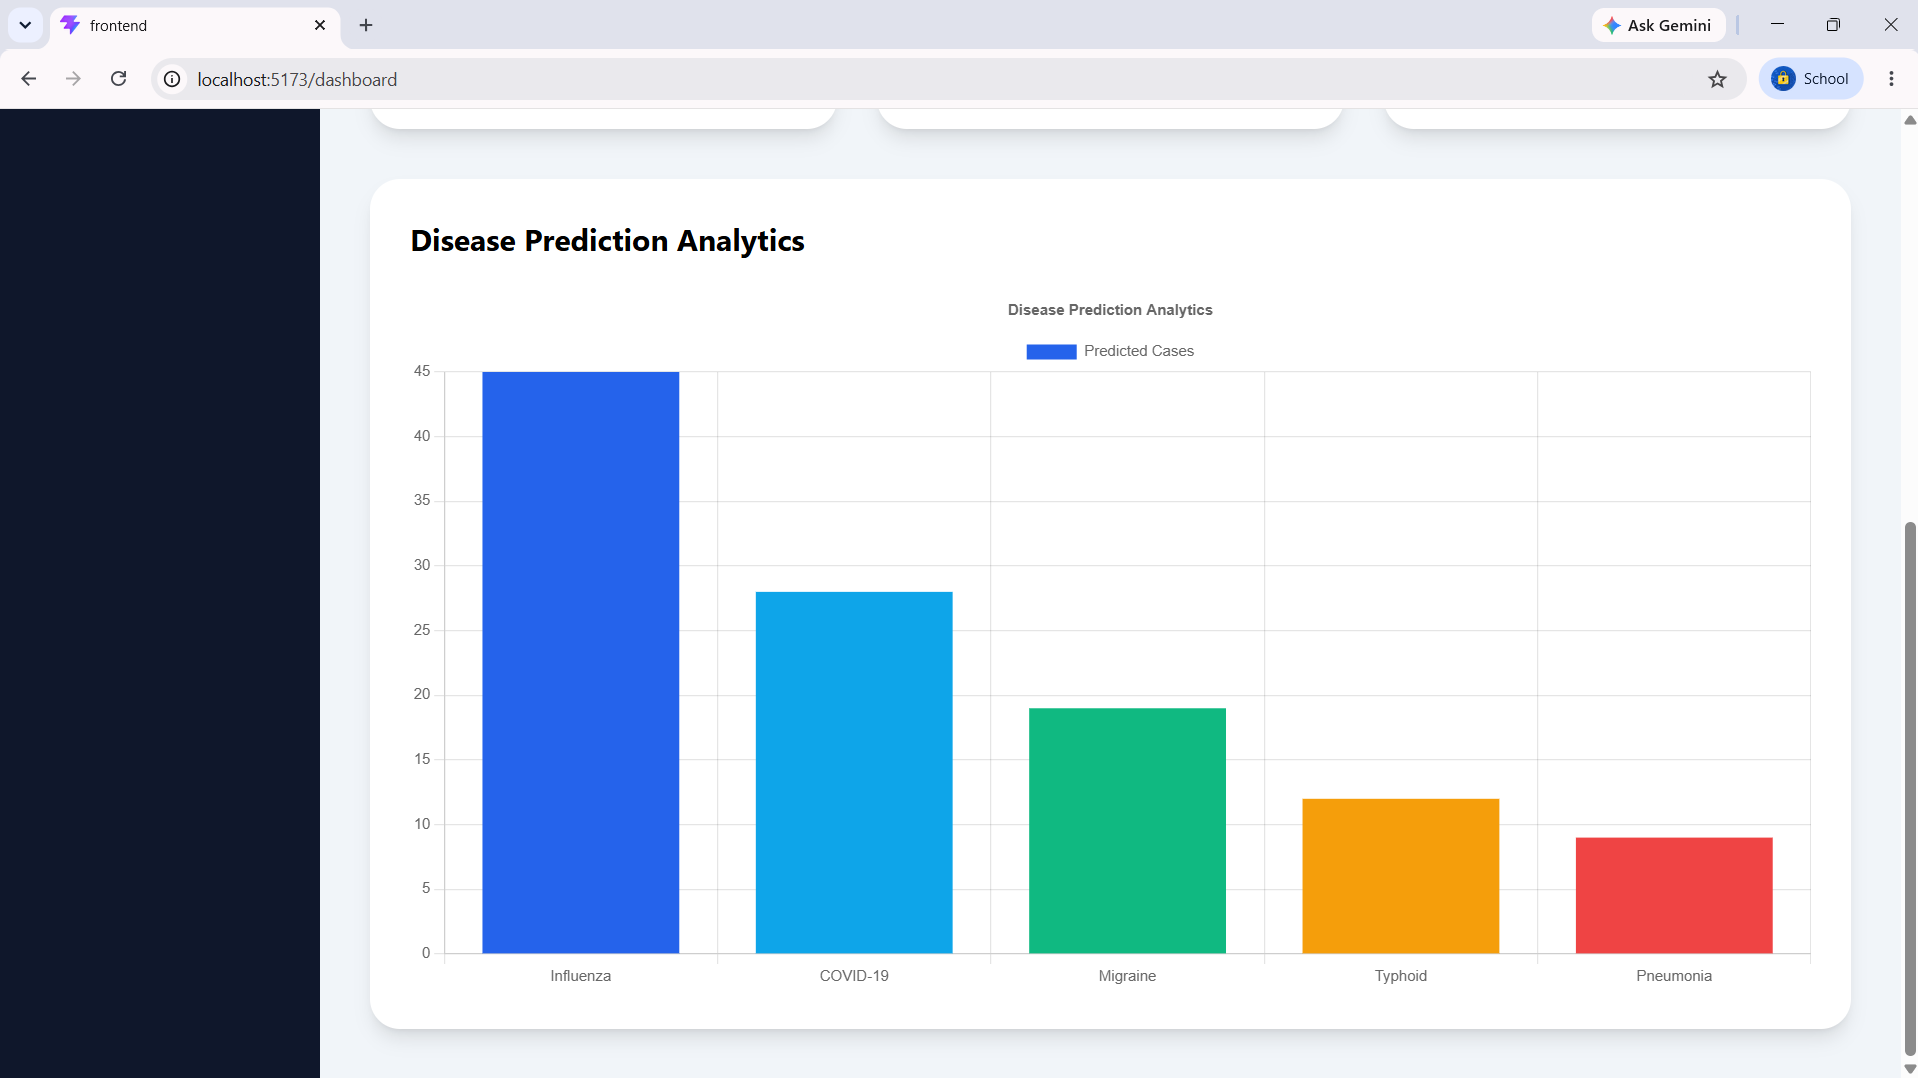 frontend
Ask Gemini
localhost:5173/dashboard
School
Disease Prediction Analytics
Disease Prediction Analytics
Predicted Cases
45
40
35
30
25
20
15
10
5
0
Influenza COVID-19 Migraine Typhoid Pneumonia